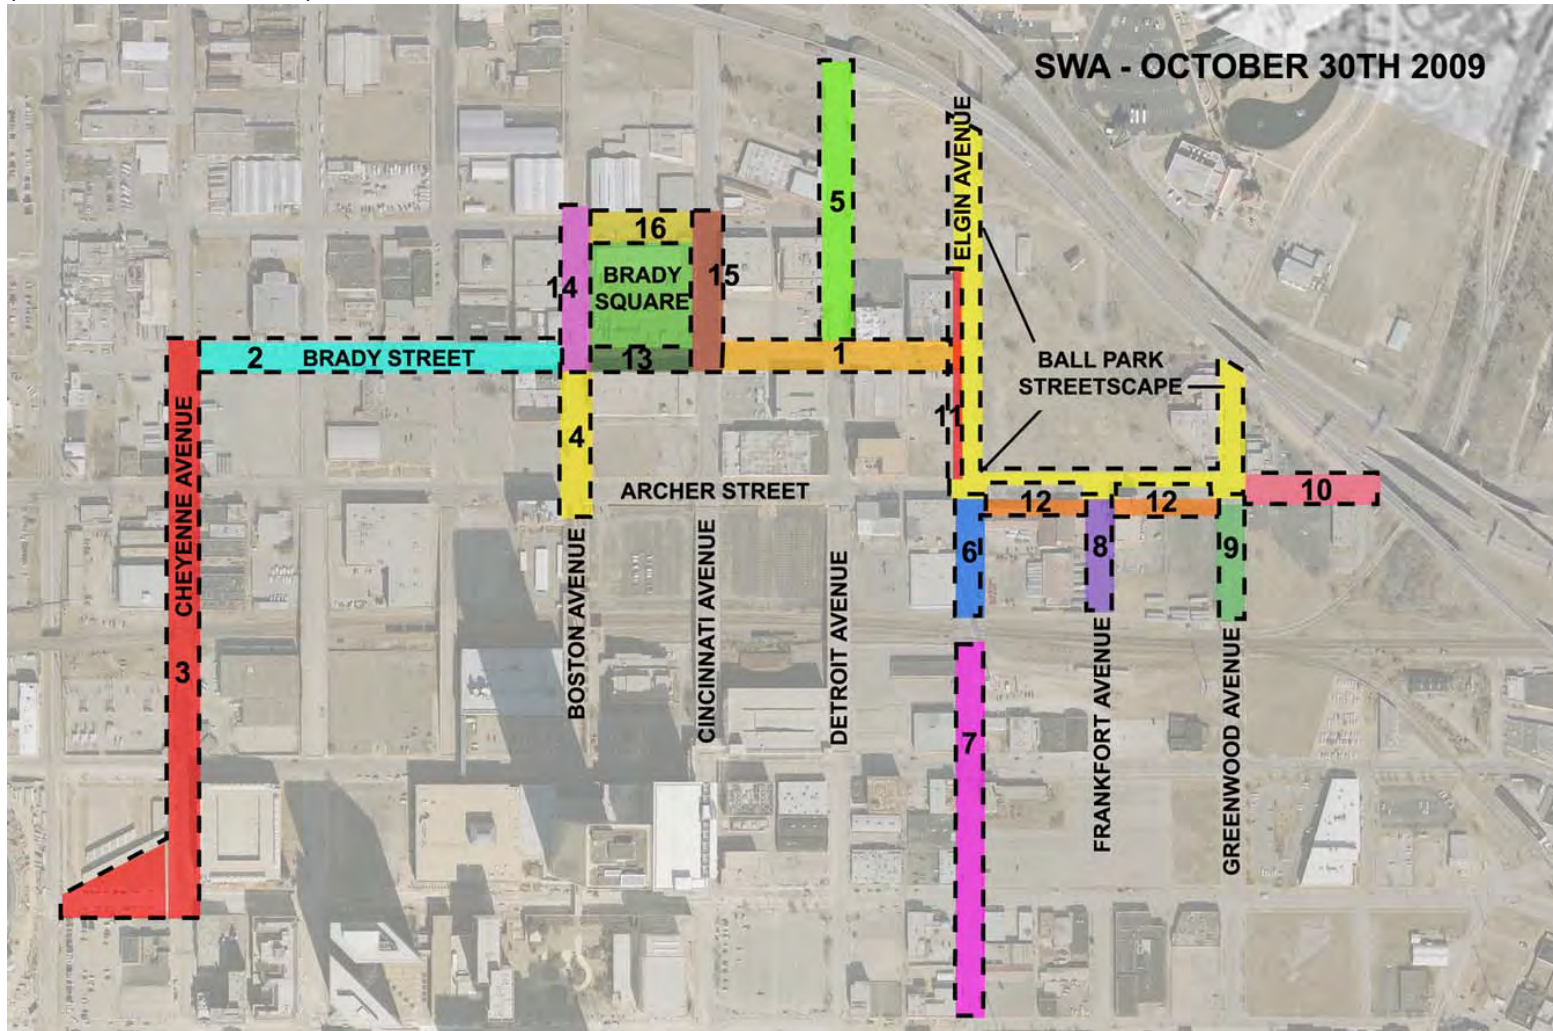 SWA - OCTOBER 30TH 2009
ELGIN AVENUE
5
16
BRADY
SQUARE
14
15
2
BRADY STREET
13
1
BALL PARK
STREETSCAPE
CHEYENNE AVENUE
4
11
ARCHER STREET
12
12
10
6
8
9
BOSTON AVENUE
CINCINNATI AVENUE
DETROIT AVENUE
FRANKFORT AVENUE
GREENWOOD AVENUE
3
7